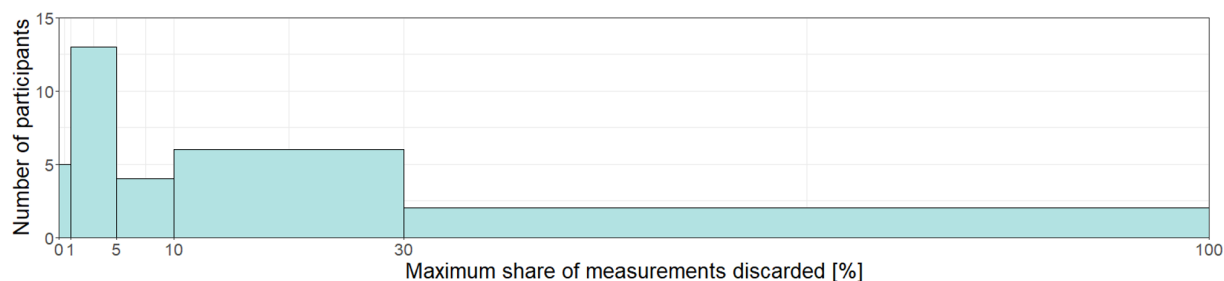 Number of participants
15
10
5
0
0 1 5 10 30 100
Maximum share of measurements discarded [%]